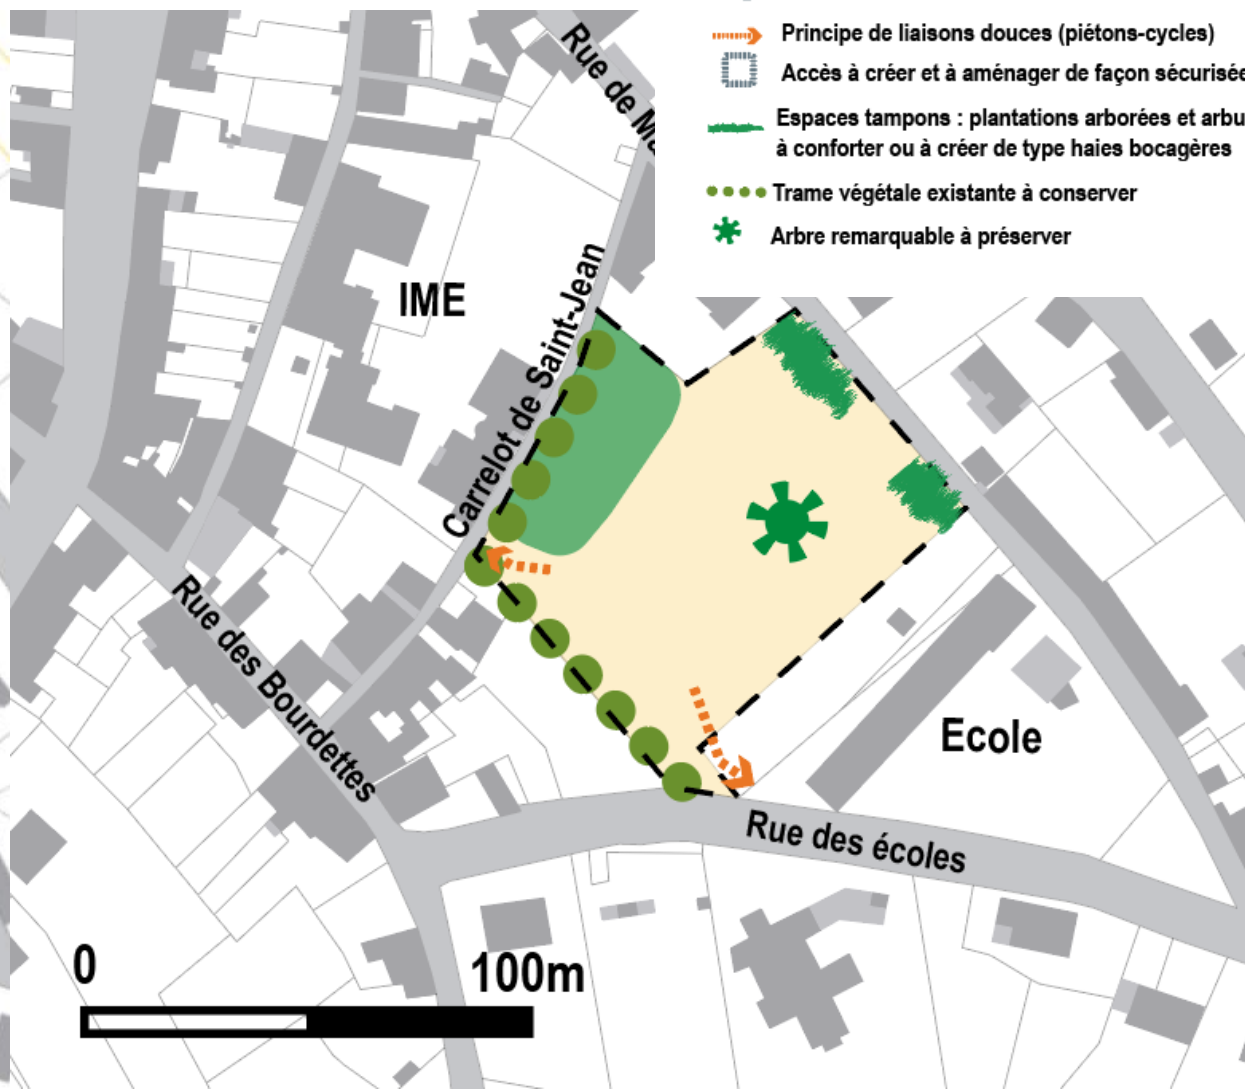 Principe de liaisons douces (piétons-cycles)
Accès à créer et à aménager de façon sécurisée
Espaces tampons : plantations arborées et arbu
à conforter ou à créer de type haies bocagères
Trame végétale existante à conserver
Arbre remarquable à préserver
Rue de Ma
IME
Carrelot de Saint-Jean
Rue des Bourdettes
Ecole
Rue des écoles
0
100m